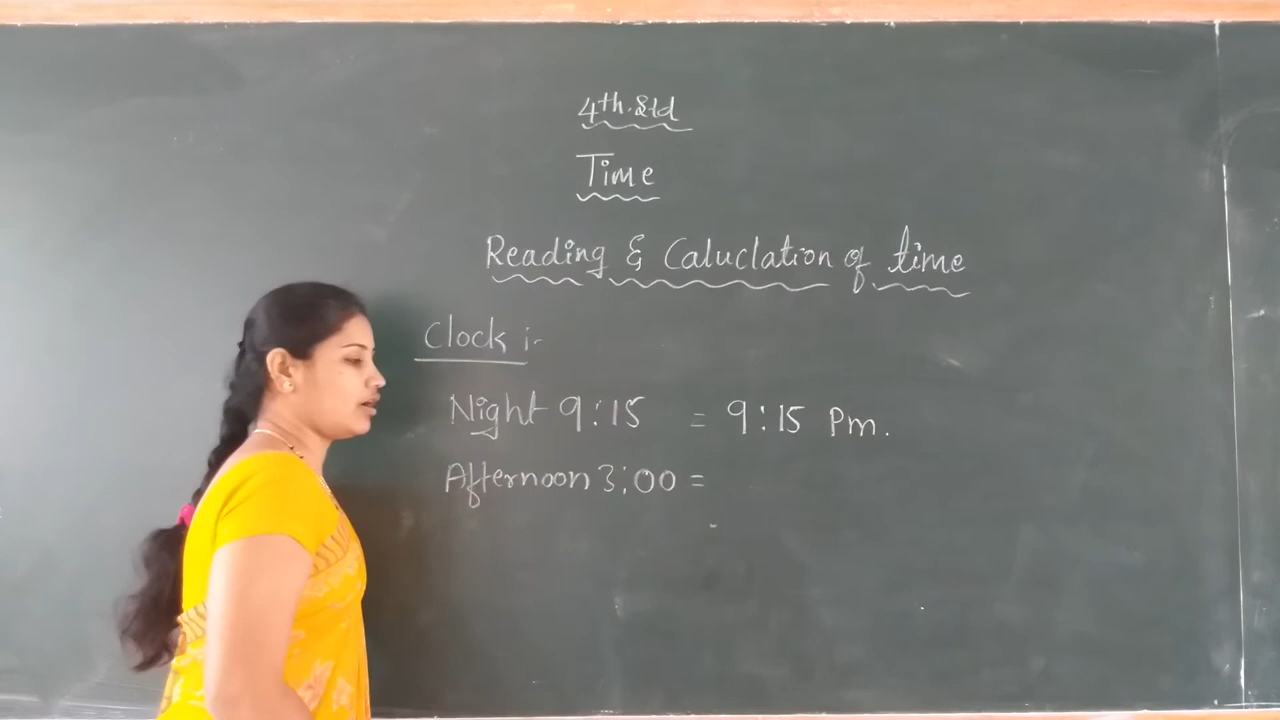 4th.Std
Time
Reading & Caluclation of time
Clock :-
Night 9:15 = 9:15 Pm.
Afternoon 3:00 =